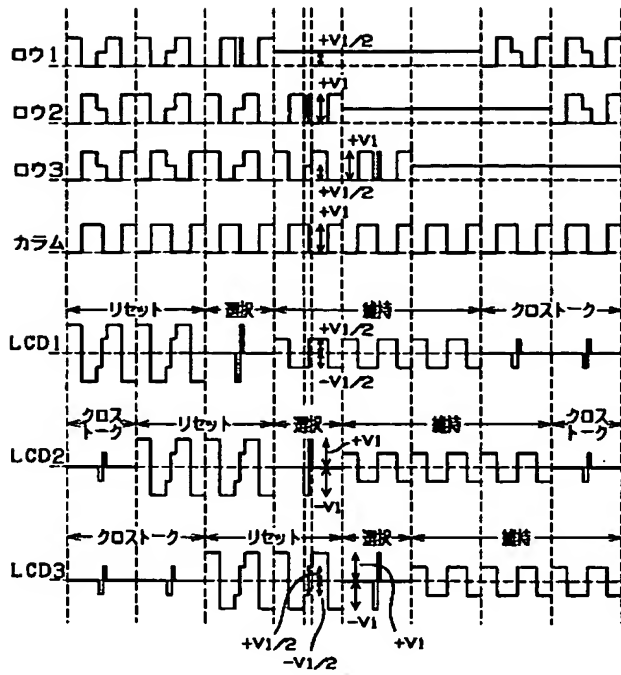 ロウ1
+V1/2
+V1
ロウ2
+V1
ロウ3
+V1/2
+V1
カラム
リセット 選択 維持 クロストーク
+V1/2
LCD1
-V1/2
クロス
トーク
リセット 選択 維持
クロス
トーク
+V1
LCD2
-V1
クロストーク リセット 選択 維持
LCD3
-V1
+V1/2
+V1
-V1/2